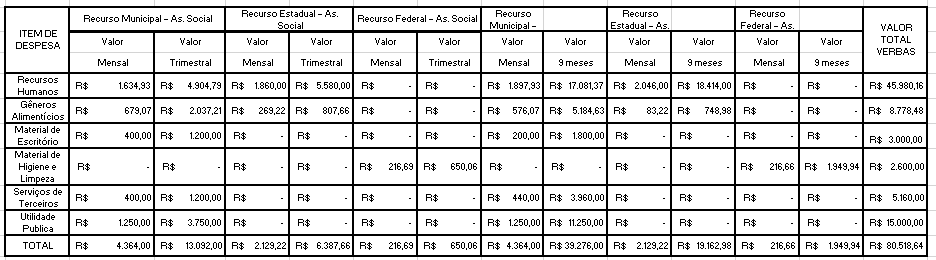 ITEM DE DESPESA | Recurso Municipal – As. Social | Recurso Estadual – As. Social | Recurso Federal – As. Social | Recurso Municipal – | Recurso Estadual – As. | Recurso Federal – As. | VALOR TOTAL VERBAS
Valor | Valor | Valor | Valor | Valor | Valor | Valor | Valor | Valor | Valor | Valor | Valor
Mensal | Trimestral | Mensal | Trimestral | Mensal | Trimestral | Mensal | 9 meses | Mensal | 9 meses | Mensal | 9 meses
Recursos Humanos | R$ 1.634,93 | R$ 4.904,79 | R$ 1.860,00 | R$ 5.580,00 | R$ - | R$ - | R$ 1.897,93 | R$ 17.081,37 | R$ 2.046,00 | R$ 18.414,00 | R$ - | R$ - | R$ 45.980,16
Gêneros Alimentícios | R$ 679,07 | R$ 2.037,21 | R$ 269,22 | R$ 807,66 | R$ - | R$ - | R$ 576,07 | R$ 5.184,63 | R$ 83,22 | R$ 748,98 | R$ - | R$ - | R$ 8.778,48
Material de Escritório | R$ 400,00 | R$ 1.200,00 | R$ - | R$ - | R$ - | R$ - | R$ 200,00 | R$ 1.800,00 | R$ - | R$ - | R$ - | R$ - | R$ 3.000,00
Material de Higiene e Limpeza | R$ - | R$ - | R$ - | R$ - | R$ 216,69 | R$ 650,06 | R$ - | R$ - | R$ - | R$ - | R$ 216,66 | R$ 1.949,94 | R$ 2.600,00
Serviços de Terceiros | R$ 400,00 | R$ 1.200,00 | R$ - | R$ - | R$ - | R$ - | R$ 440,00 | R$ 3.960,00 | R$ - | R$ - | R$ - | R$ - | R$ 5.160,00
Utilidade Publica | R$ 1.250,00 | R$ 3.750,00 | R$ - | R$ - | R$ - | R$ - | R$ 1.250,00 | R$ 11.250,00 | R$ - | R$ - | R$ - | R$ - | R$ 15.000,00
TOTAL | R$ 4.364,00 | R$ 13.092,00 | R$ 2.129,22 | R$ 6.387,66 | R$ 216,69 | R$ 650,06 | R$ 4.364,00 | R$ 39.276,00 | R$ 2.129,22 | R$ 19.162,98 | R$ 216,66 | R$ 1.949,94 | R$ 80.518,64